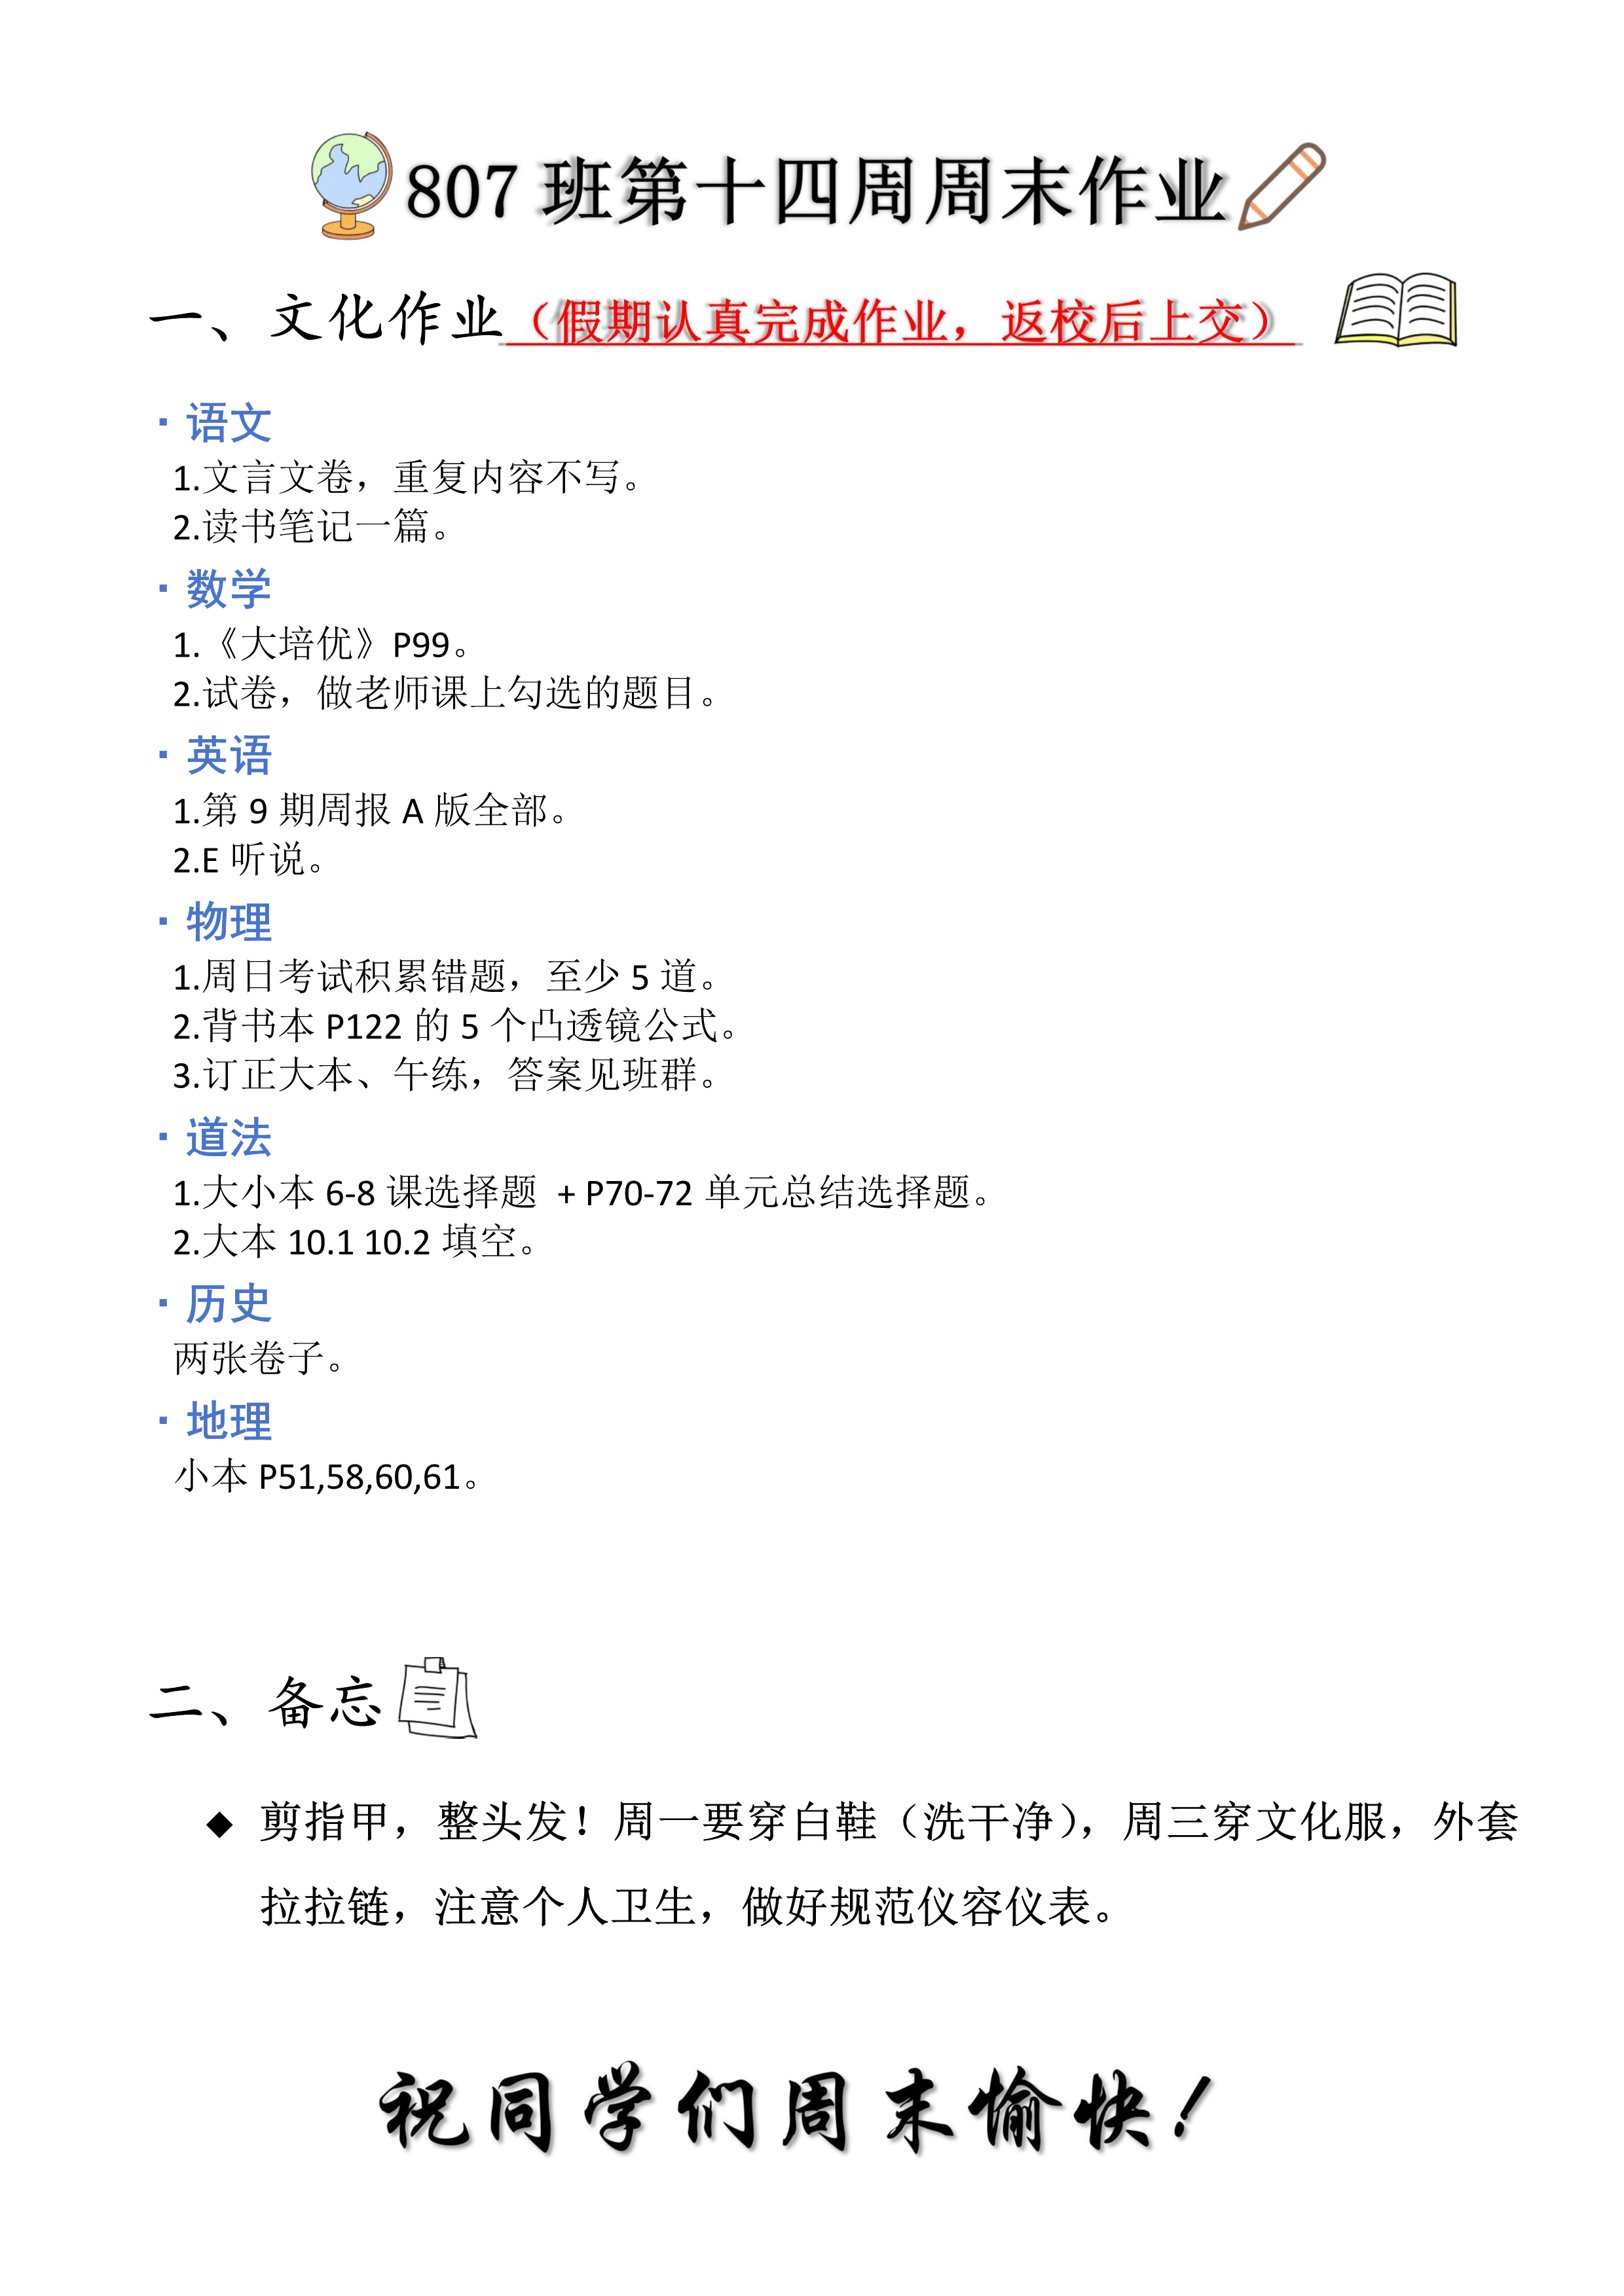 807 班第十四周周末作业
一、文化作业（假期认真完成作业，返校后上交）
· 语文
1.文言文卷，重复内容不写。
2.读书笔记一篇。
· 数学
1.《大培优》P99。
2.试卷，做老师课上勾选的题目。
· 英语
1.第 9 期周报 A 版全部。
2.E 听说。
· 物理
1.周日考试积累错题，至少 5 道。
2.背书本 P122 的 5 个凸透镜公式。
3.订正大本、午练，答案见班群。
· 道法
1.大小本 6-8 课选择题 + P70-72 单元总结选择题。
2.大本 10.1 10.2 填空。
· 历史
两张卷子。
· 地理
小本 P51,58,60,61。
二、备忘
◆ 剪指甲，整头发！周一要穿白鞋（洗干净），周三穿文化服，外套
拉拉链，注意个人卫生，做好规范仪容仪表。
祝同学们周末愉快！